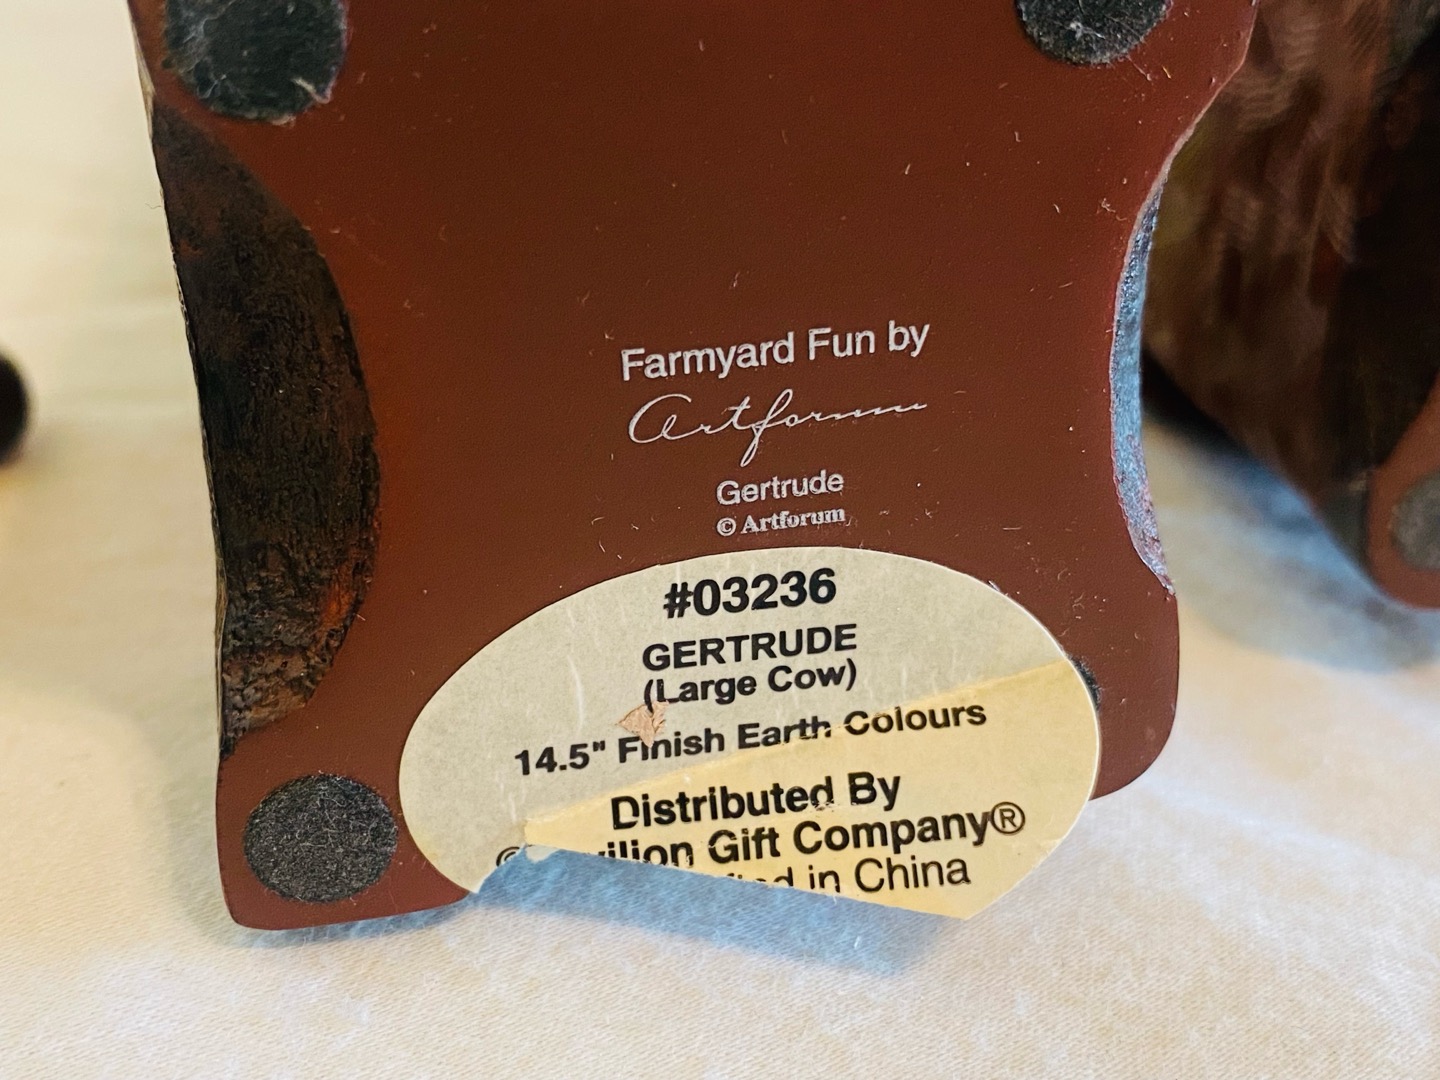 Farmyard Fun by
Artforum
Gertrude
© Artforum
#03236
GERTRUDE
(Large Cow)
14.5" Finish Earth Colours
Distributed By
Gift Company®
in China